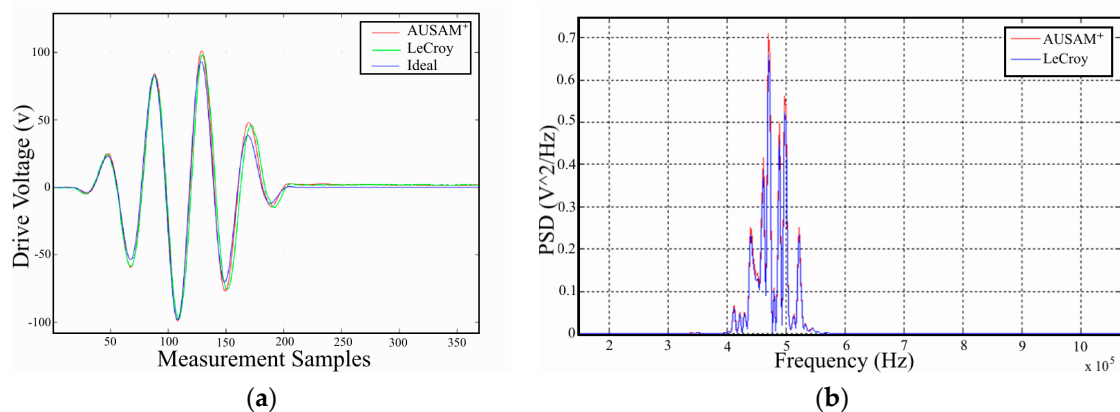 AUSAM⁺
LeCroy
Ideal
Drive Voltage (v)
100
50
0
-50
-100
50
100
150
200
250
300
350
Measurement Samples
(a)
AUSAM⁺
LeCroy
PSD (V^2/Hz)
0.7
0.6
0.5
0.4
0.3
0.2
0.1
0
2
3
4
5
6
7
8
9
10
Frequency (Hz)
x 10⁵
(b)